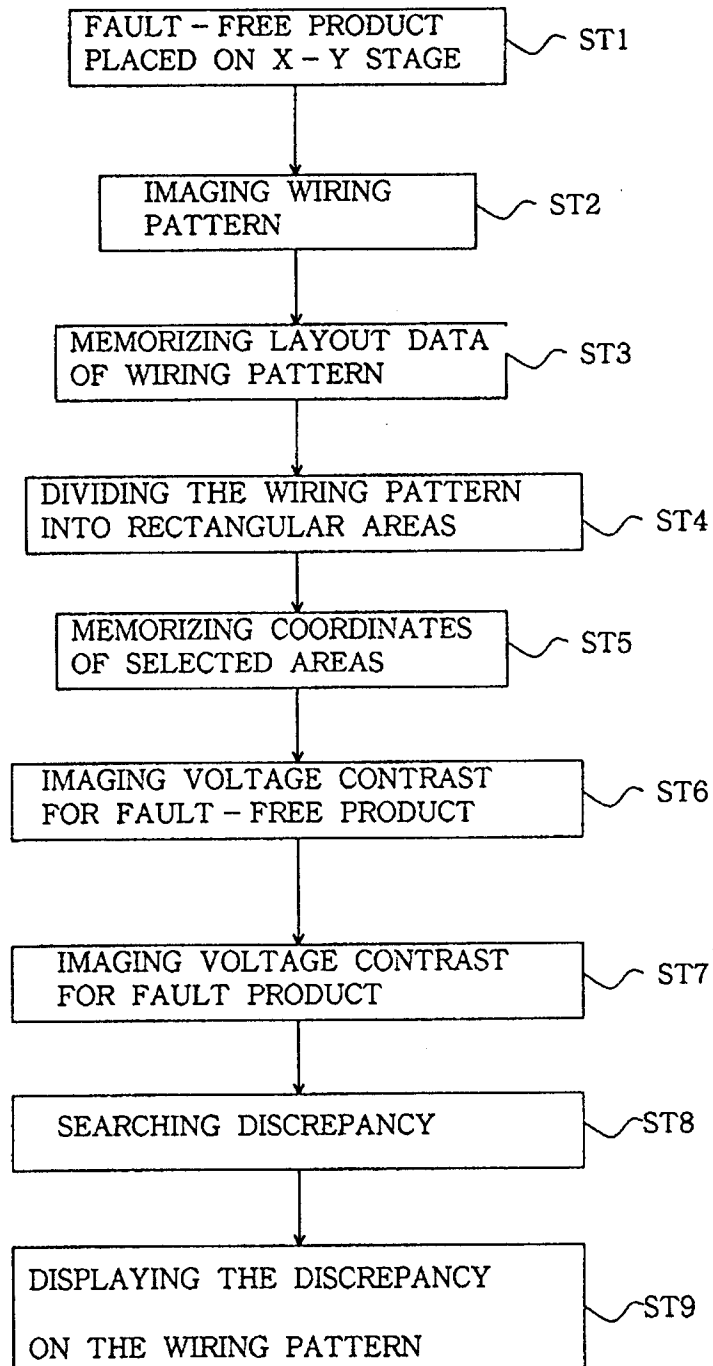 FAULT – FREE PRODUCT
PLACED ON X – Y STAGE
ST1
IMAGING WIRING
PATTERN
ST2
MEMORIZING LAYOUT DATA
OF WIRING PATTERN
ST3
DIVIDING THE WIRING PATTERN
INTO RECTANGULAR AREAS
ST4
MEMORIZING COORDINATES
OF SELECTED AREAS
ST5
IMAGING VOLTAGE CONTRAST
FOR FAULT – FREE PRODUCT
ST6
IMAGING VOLTAGE CONTRAST
FOR FAULT PRODUCT
ST7
SEARCHING DISCREPANCY
ST8
DISPLAYING THE DISCREPANCY
ON THE WIRING PATTERN
ST9